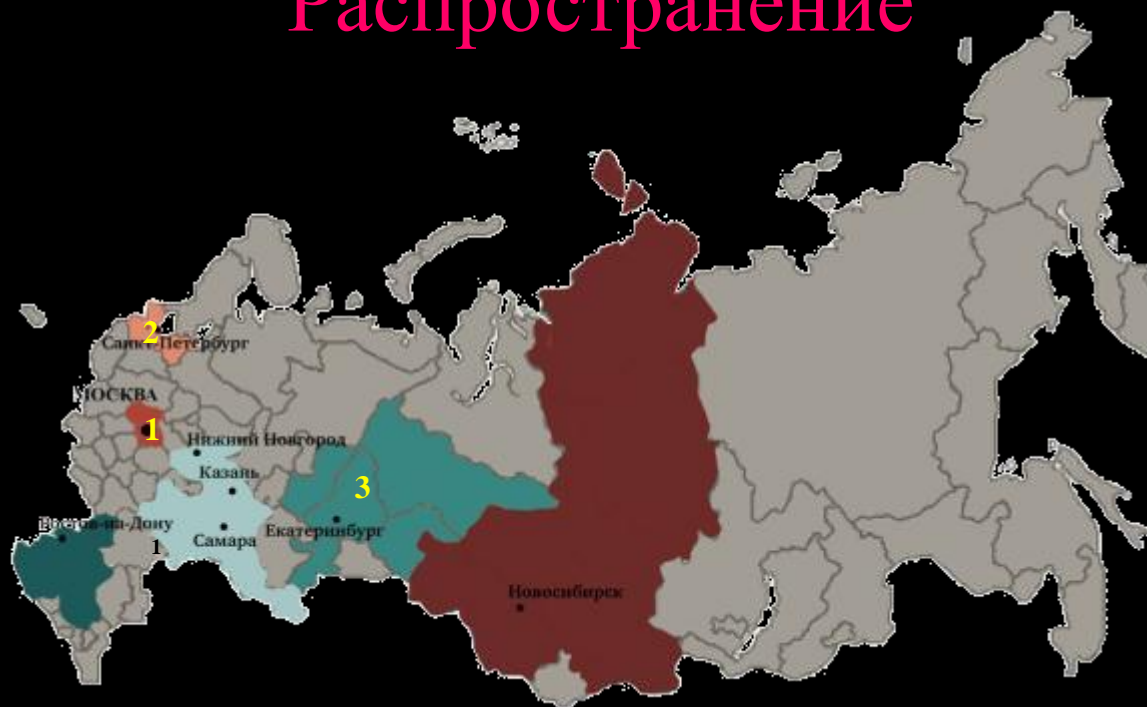 Распространение
2
Санкт-Петербург
МОСКВА
1
Нижний Новгород
Казань
3
Ростов-на-Дону
1
Самара
Екатеринбург
Новосибирск